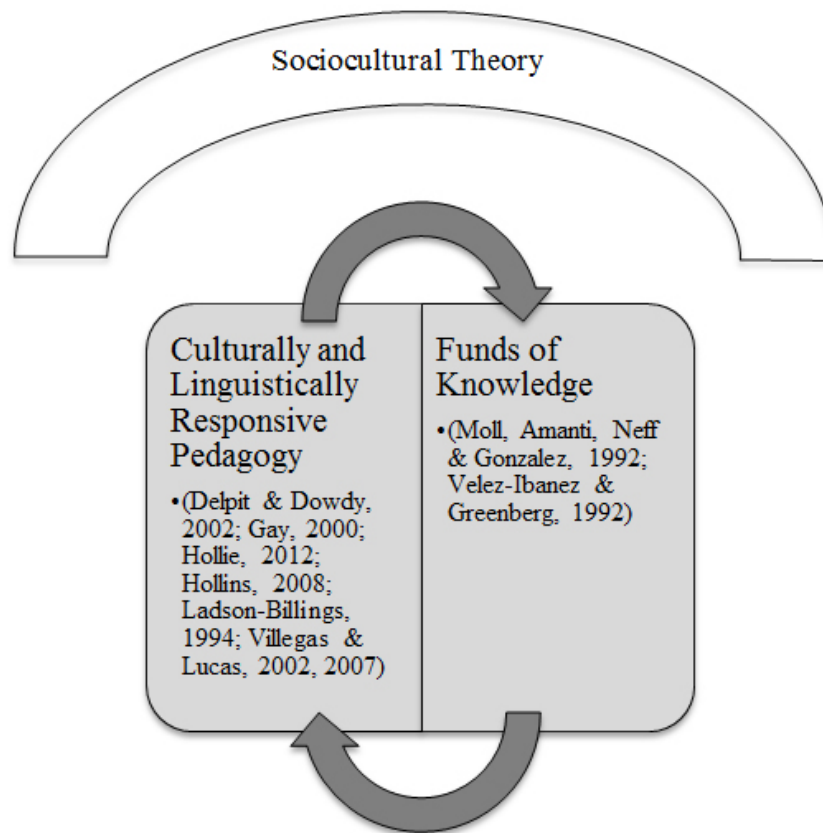 Sociocultural Theory
Culturally and
Linguistically
Responsive
Pedagogy
•(Delpit & Dowdy,
2002; Gay, 2000;
Hollie, 2012;
Hollins, 2008;
Ladson-Billings,
1994; Villegas &
Lucas, 2002, 2007)
Funds of
Knowledge
•(Moll, Amanti, Neff
& Gonzalez, 1992;
Velez-Ibanez &
Greenberg, 1992)